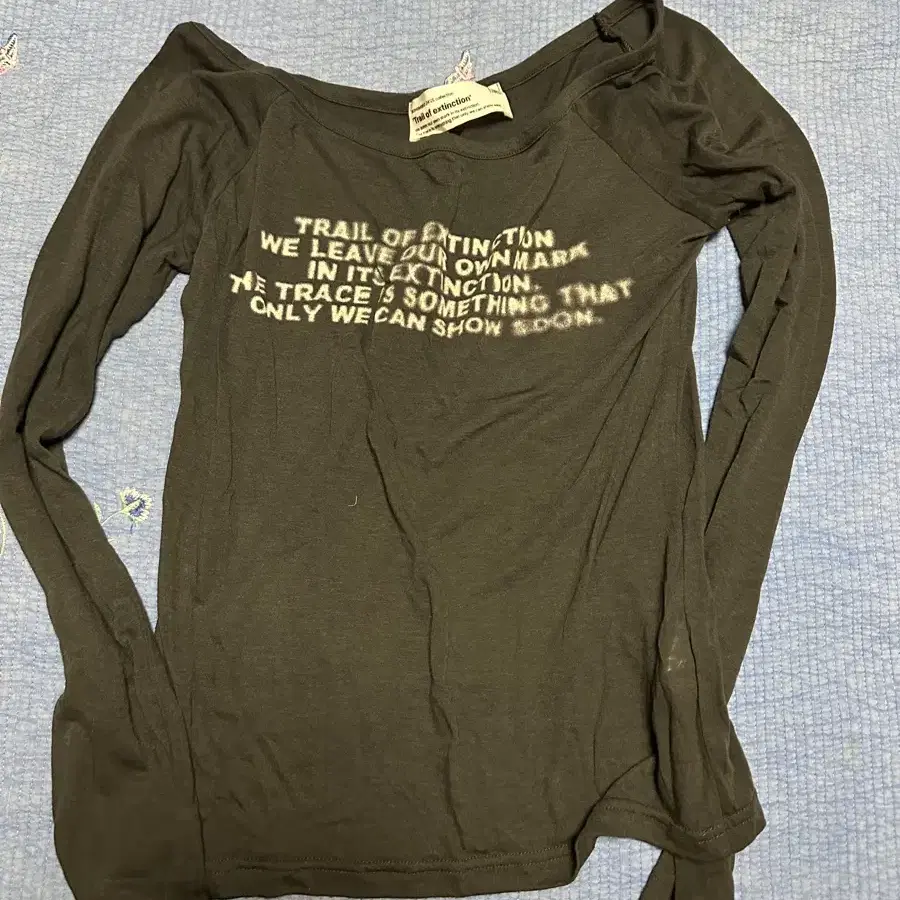 collection
'Trail of extinction'
TRAIL OF EXTINCTION
WE LEAVE OUR OWN MARK
IN ITS EXTINCTION.
THE TRACE IS SOMETHING THAT
ONLY WE CAN SHOW SOON.